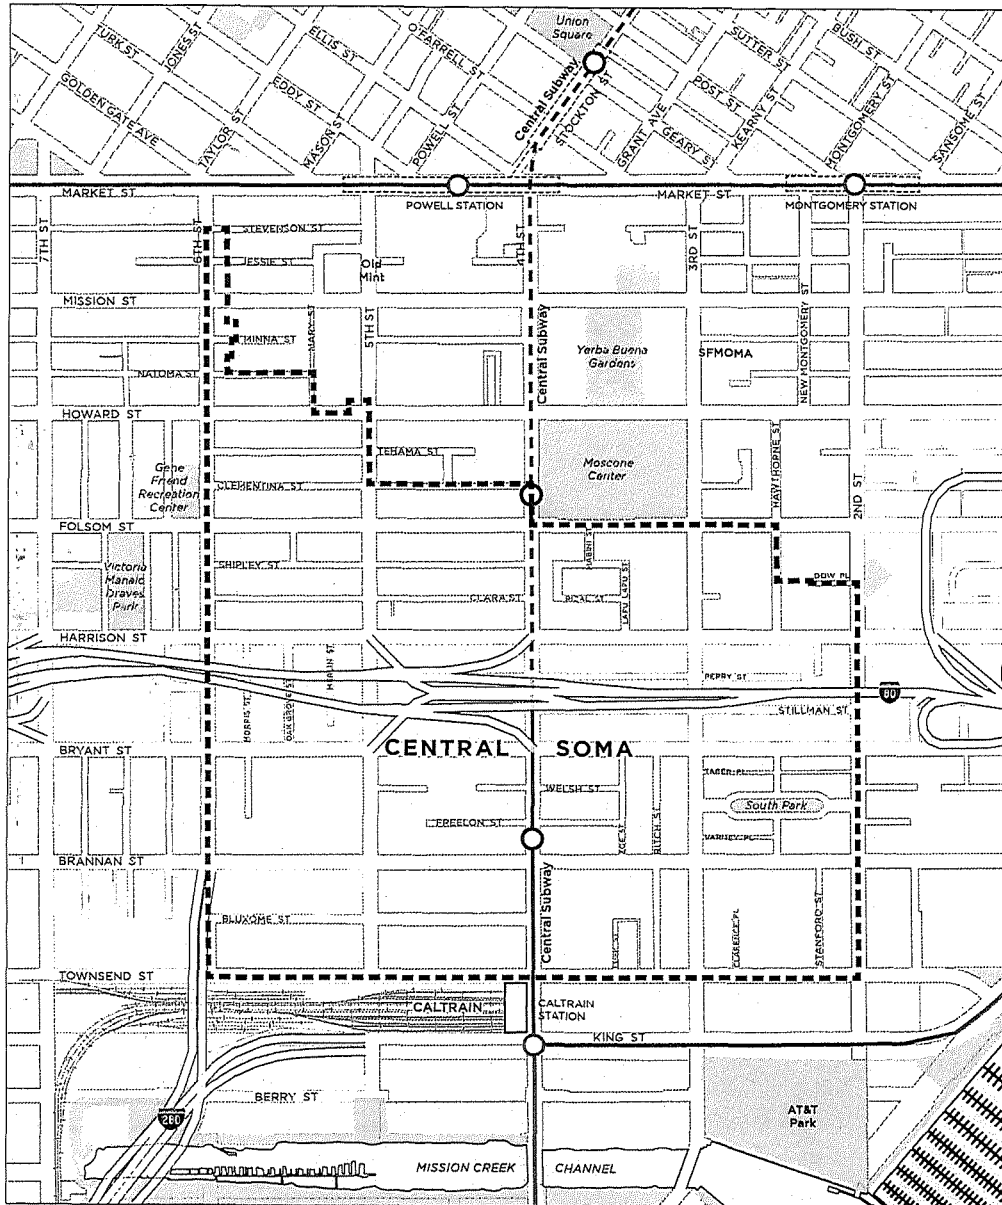 Union
Square
TURK ST
JONES ST
ELLIS ST
O'FARRELL ST
SUTTER ST
BUSH ST
GOLDEN GATE AVE
EDDY ST
Central Subway
STOCKTON ST
POST ST
TAYLOR ST
MASON ST
POWELL ST
GRANT AVE
GEARY ST
KEARNY ST
MONTGOMERY ST
SANSOME ST
MARKET ST
MARKET ST
POWELL STATION
MONTGOMERY STATION
7TH ST
6TH ST
STEVENSON ST
4TH ST
3RD ST
JESSIE ST
Old
Mint
MISSION ST
MINNA ST
MARY ST
5TH ST
Central Subway
Yerba Buena
Gardens
SFMOMA
NEW MONTGOMERY ST
NATOMA ST
HOWARD ST
TEHAMA ST
Gene
Friend
Recreation
Center
CLEMENTINA ST
Moscone
Center
HAWTHORNE ST
2ND ST
FOLSOM ST
MABINI ST
SHIPLEY ST
Victoria
Manalo
Draves
Park
CLARA ST
RIZAL ST
LAPU LAPU ST
DOW PL
HARRISON ST
MORRIS ST
OAK GROVE ST
MERLIN ST
PERRY ST
80
STILLMAN ST
BRYANT ST
CENTRAL SOMA
TABER PL
WELSH ST
South Park
FREELON ST
ZOE ST
RITCH ST
VARNEY PL
BRANNAN ST
BLUXOME ST
Central Subway
CLARENCE PL
STANFORD ST
TOWNSEND ST
CALTRAIN
CALTRAIN
STATION
KING ST
BERRY ST
280
AT&T
Park
MISSION CREEK CHANNEL